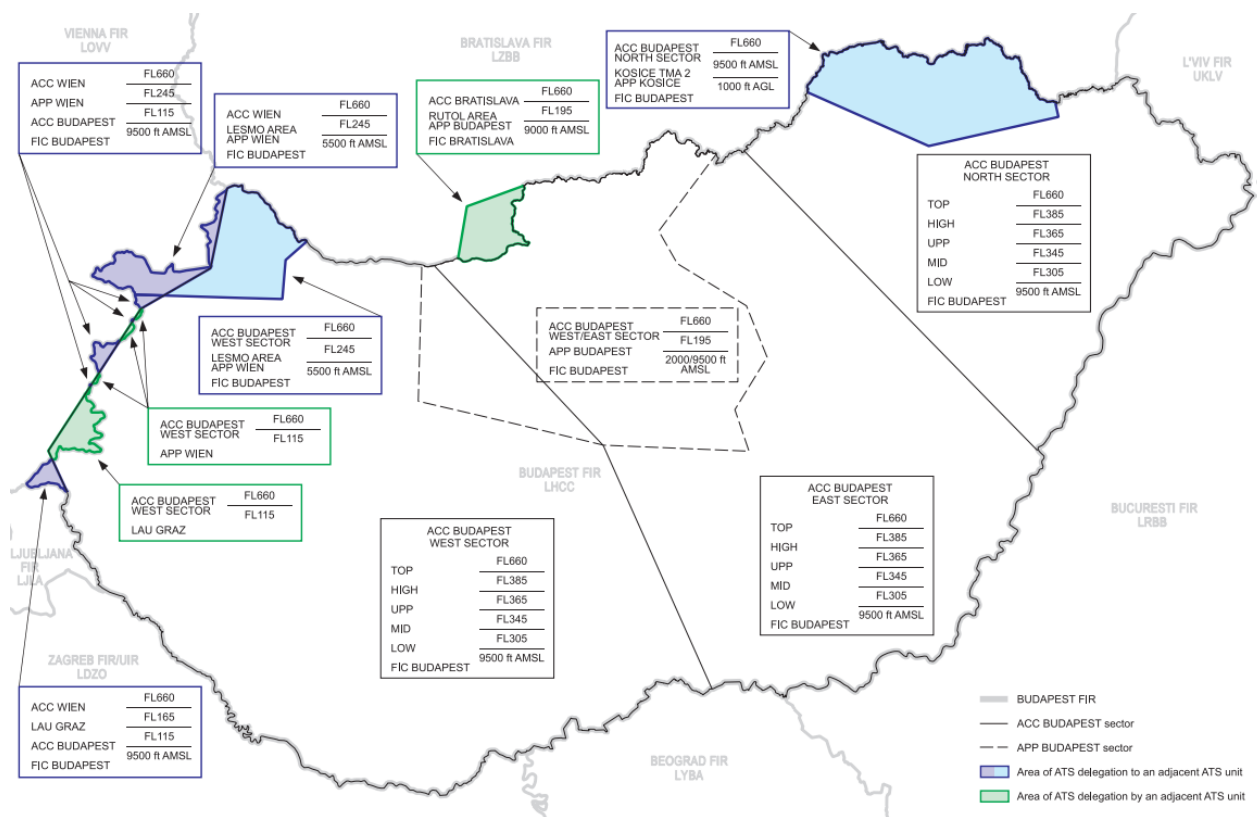 VIENNA FIR
LOVV
BRATISLAVA FIR
LZBB
L'VIV FIR
UKLV
FL660
ACC WIEN
FL245
APP WIEN
FL115
ACC BUDAPEST
9500 ft AMSL
FIC BUDAPEST
FL660
ACC WIEN
FL245
LESMO AREA
APP WIEN
5500 ft AMSL
FIC BUDAPEST
FL660
ACC BRATISLAVA
FL195
RUTOL AREA
APP BUDAPEST
9000 ft AMSL
FIC BRATISLAVA
FL660
ACC BUDAPEST
NORTH SECTOR
9500 ft AMSL
KOSICE TMA 2
APP KOSICE
1000 ft AGL
FIC BUDAPEST
ACC BUDAPEST
NORTH SECTOR
FL660
TOP
FL385
HIGH
FL365
UPP
FL345
MID
FL305
LOW
9500 ft AMSL
FIC BUDAPEST
FL660
ACC BUDAPEST
WEST SECTOR
FL245
LESMO AREA
APP WIEN
5500 ft AMSL
FIC BUDAPEST
FL660
ACC BUDAPEST
WEST/EAST SECTOR
FL195
APP BUDAPEST
2000/9500 ft
AMSL
FIC BUDAPEST
FL660
ACC BUDAPEST
WEST SECTOR
FL115
APP WIEN
FL660
ACC BUDAPEST
WEST SECTOR
FL115
LAU GRAZ
BUDAPEST FIR
LHCC
BUCURESTI FIR
LRBB
LJUBLJANA
FIR
LJLA
ACC BUDAPEST
WEST SECTOR
FL660
TOP
FL385
HIGH
FL365
UPP
FL345
MID
FL305
LOW
9500 ft AMSL
FIC BUDAPEST
ACC BUDAPEST
EAST SECTOR
FL660
TOP
FL385
HIGH
FL365
UPP
FL345
MID
FL305
LOW
9500 ft AMSL
FIC BUDAPEST
ZAGREB FIR/UIR
LDZO
FL660
ACC WIEN
FL165
LAU GRAZ
FL115
ACC BUDAPEST
9500 ft AMSL
FIC BUDAPEST
BEOGRAD FIR
LYBA
BUDAPEST FIR
ACC BUDAPEST sector
APP BUDAPEST sector
Area of ATS delegation to an adjacent ATS unit
Area of ATS delegation by an adjacent ATS unit